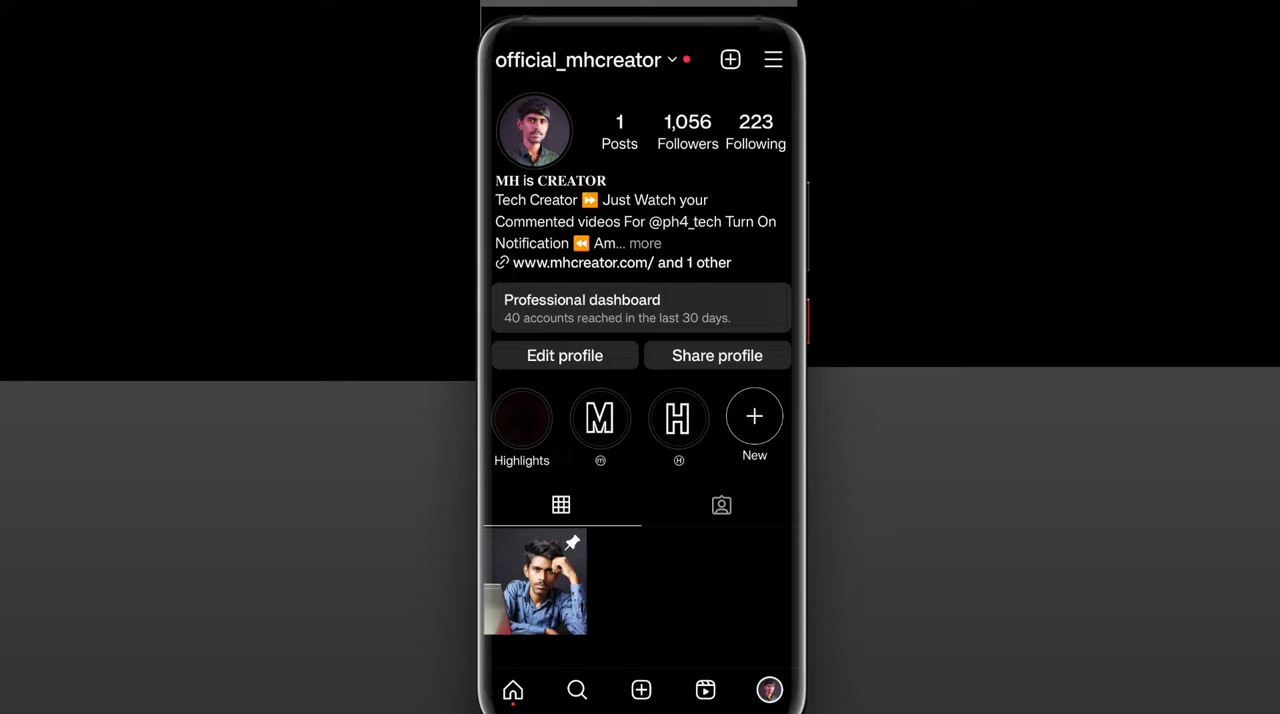 official_mhcreator
1 1,056 223
Posts Followers Following
𝐌𝐇 is 𝐂𝐑𝐄𝐀𝐓𝐎𝐑
Tech Creator ⏩ Just Watch your
Commented videos For @ph4_tech Turn On
Notification ⏪ Am... more
www.mhcreator.com/ and 1 other
Professional dashboard
40 accounts reached in the last 30 days.
Edit profile Share profile
M H
Highlights ⓜ Ⓗ New